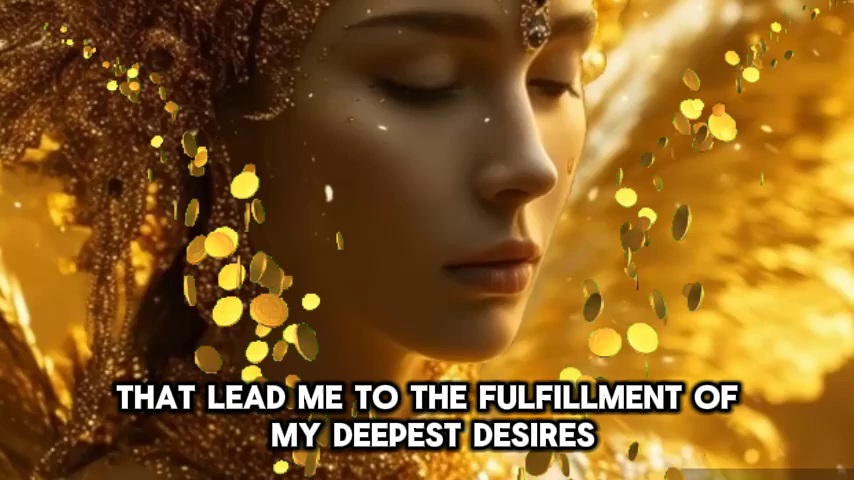 THAT LEAD ME TO THE FULFILLMENT OF
MY DEEPEST DESIRES